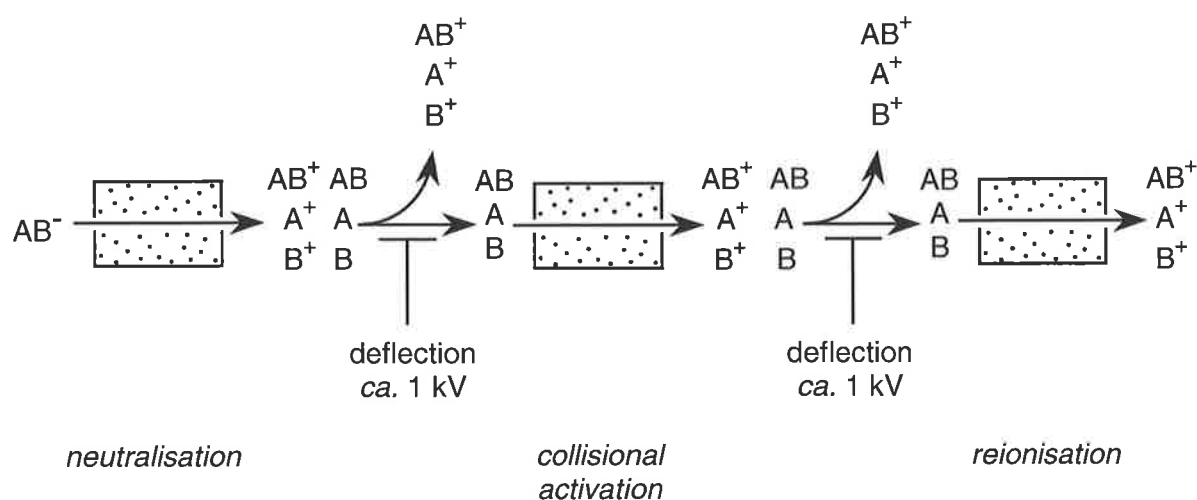 AB⁺
A⁺
B⁺
AB⁺
A⁺
B⁺
AB⁻
AB⁺ AB
A⁺ A
B⁺ B
AB
A
B
AB⁺ AB
A⁺ A
B⁺ B
AB
A
B
AB⁺
A⁺
B⁺
deflection
ca. 1 kV
deflection
ca. 1 kV
neutralisation
collisional
activation
reionisation